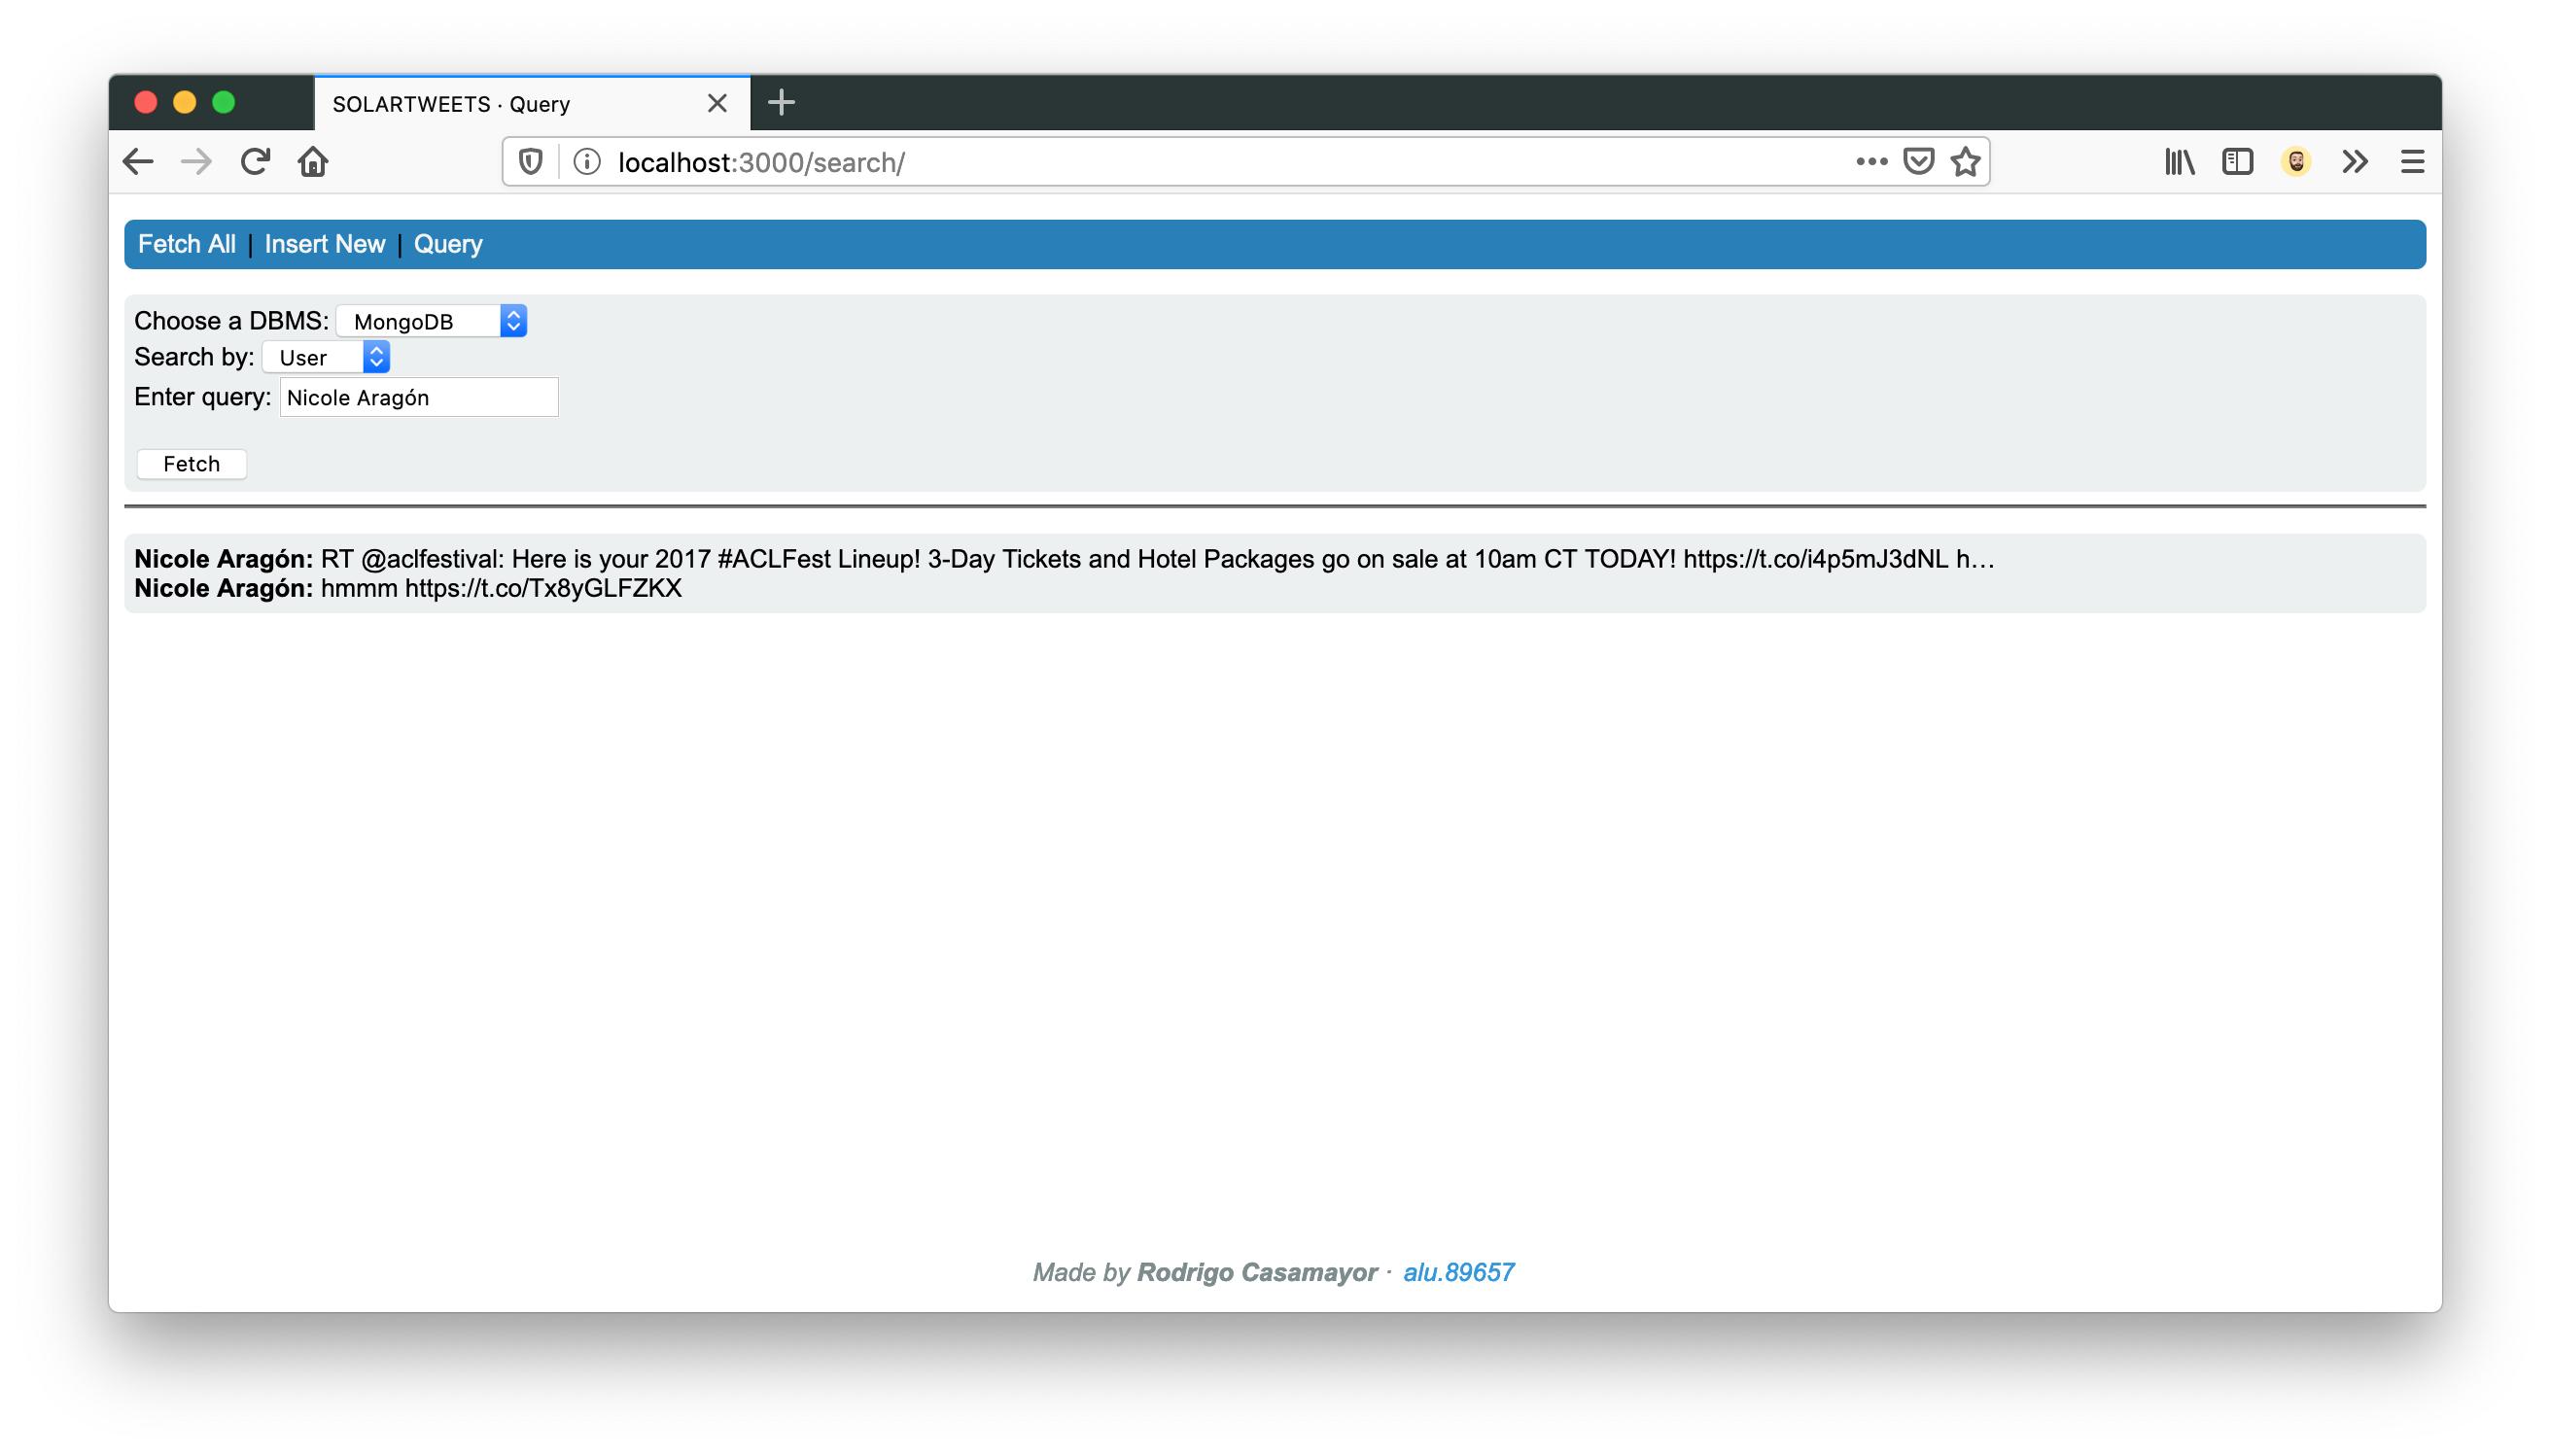 SOLARTWEETS · Query
localhost:3000/search/
Fetch All | Insert New | Query
Choose a DBMS: MongoDB
Search by: User
Enter query: Nicole Aragón
Fetch
Nicole Aragón: RT @aclfestival: Here is your 2017 #ACLFest Lineup! 3-Day Tickets and Hotel Packages go on sale at 10am CT TODAY! https://t.co/i4p5mJ3dNL h…
Nicole Aragón: hmmm https://t.co/Tx8yGLFZKX
Made by Rodrigo Casamayor · alu.89657